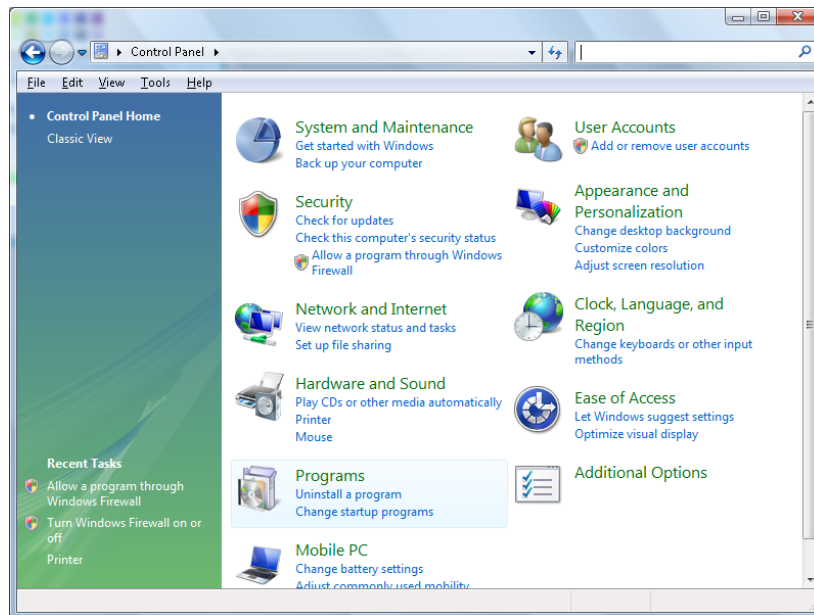 Control Panel
File Edit View Tools Help
Control Panel Home
Classic View
System and Maintenance
Get started with Windows
Back up your computer
Security
Check for updates
Check this computer's security status
Allow a program through Windows
Firewall
Network and Internet
View network status and tasks
Set up file sharing
Hardware and Sound
Play CDs or other media automatically
Printer
Mouse
Programs
Uninstall a program
Change startup programs
Mobile PC
Change battery settings
Adjust commonly used mobility
User Accounts
Add or remove user accounts
Appearance and
Personalization
Change desktop background
Customize colors
Adjust screen resolution
Clock, Language, and
Region
Change keyboards or other input
methods
Ease of Access
Let Windows suggest settings
Optimize visual display
Additional Options
Recent Tasks
Allow a program through
Windows Firewall
Turn Windows Firewall on or
off
Printer